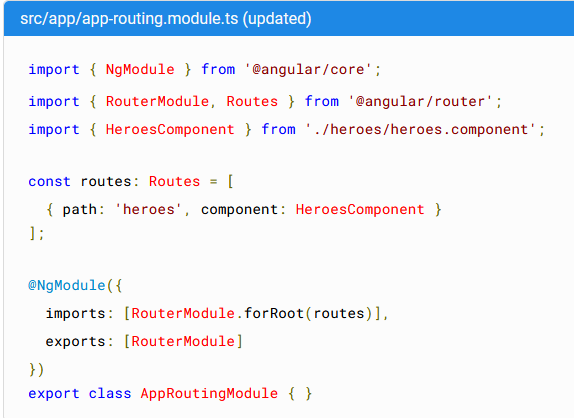 src/app/app-routing.module.ts (updated)
import { NgModule } from '@angular/core';
import { RouterModule, Routes } from '@angular/router';
import { HeroesComponent } from './heroes/heroes.component';
const routes: Routes = [
  { path: 'heroes', component: HeroesComponent }
];
@NgModule({
  imports: [RouterModule.forRoot(routes)],
  exports: [RouterModule]
})
export class AppRoutingModule { }